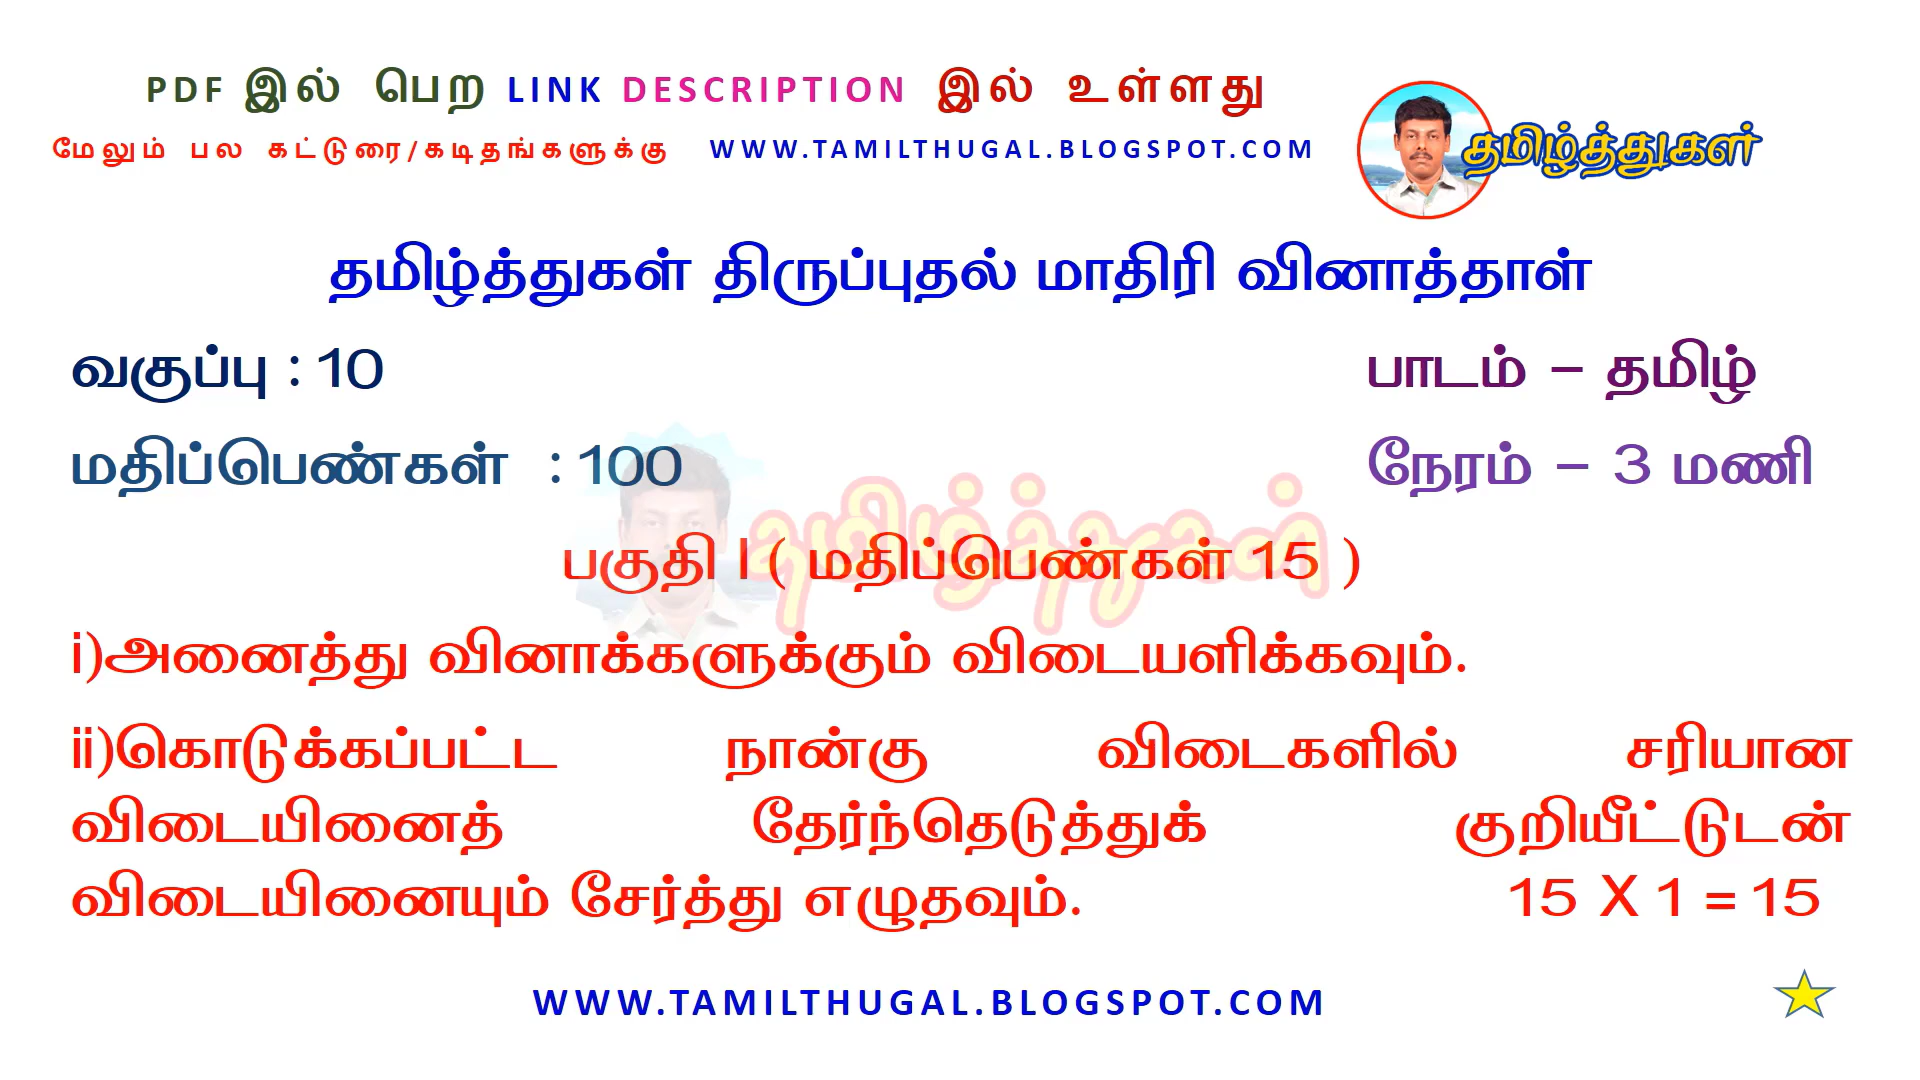 PDF இல் பெற LINK DESCRIPTION இல் உள்ளது
மேலும் பல கட்டுரை/கடிதங்களுக்கு WWW.TAMILTHUGAL.BLOGSPOT.COM
தமிழ்த்துகள்
தமிழ்த்துகள் திருப்புதல் மாதிரி வினாத்தாள்
வகுப்பு : 10 பாடம் – தமிழ்
மதிப்பெண்கள் : 100 நேரம் – 3 மணி
தமிழ்த்துகள்
பகுதி I ( மதிப்பெண்கள் 15 )
i)அனைத்து வினாக்களுக்கும் விடையளிக்கவும்.
ii)கொடுக்கப்பட்ட நான்கு விடைகளில் சரியான
விடையினைத் தேர்ந்தெடுத்துக் குறியீட்டுடன்
விடையினையும் சேர்த்து எழுதவும். 15 X 1 = 15
WWW.TAMILTHUGAL.BLOGSPOT.COM